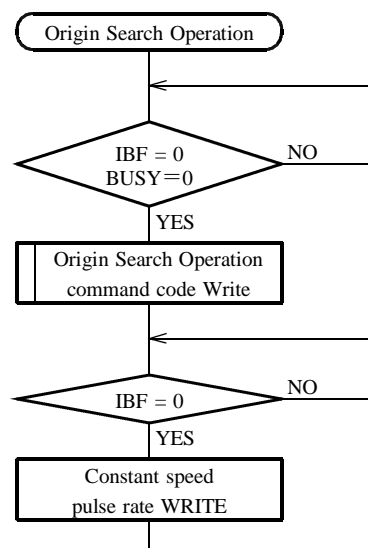 Origin Search Operation
IBF = 0
BUSY＝0
NO
YES
Origin Search Operation
command code Write
IBF = 0
NO
YES
Constant speed
pulse rate WRITE